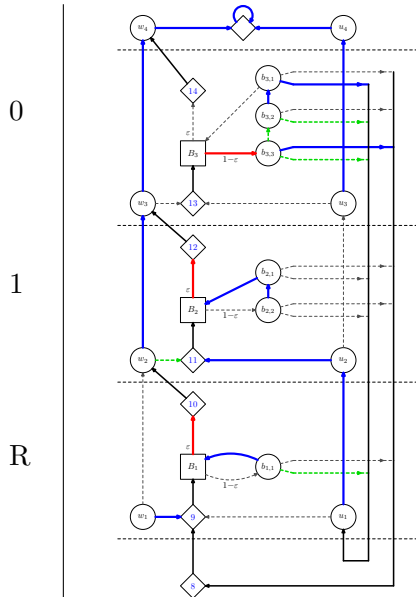 w₄ u₄
b₃,₁
14
0
b₃,₂
ε
B₃ b₃,₃
1−ε
w₃ 13 u₃
12
b₂,₁
1
ε
B₂ b₂,₂
1−ε
w₂ 11 u₂
10
R
ε
B₁ b₁,₁
1−ε
w₁ 9 u₁
8